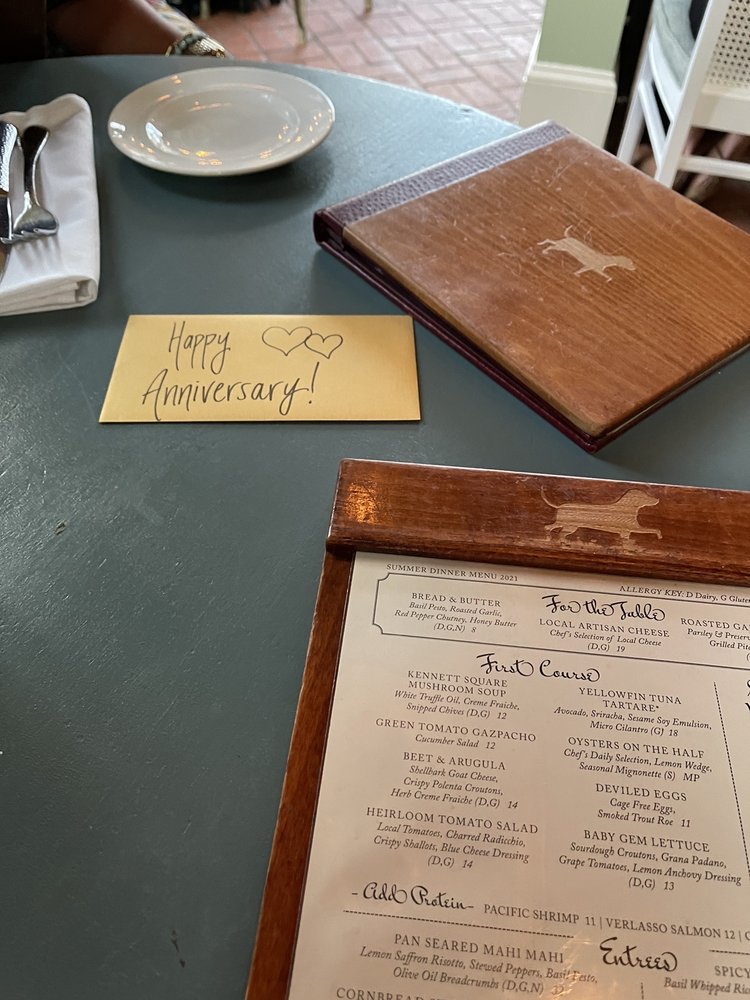 Happy
Anniversary!
SUMMER DINNER MENU 2021
ALLERGY KEY: D Dairy, G
For the Table
BREAD & BUTTER
Basil Pesto, Roasted Garlic,
Red Pepper Chutney, Honey Butter
(D,G,N) 8
LOCAL ARTISAN CHEESE
Chef's Selection of Local Cheese
(D,G) 19
ROASTED
Parsley &
Grilled
First Course
KENNETT SQUARE
MUSHROOM SOUP
White Truffle Oil, Creme Fraiche,
Snipped Chives (D,G) 12
GREEN TOMATO GAZPACHO
Cucumber Salad 12
BEET & ARUGULA
Shellbark Goat Cheese,
Crispy Polenta Croutons,
Herb Creme Fraiche (D,G) 14
HEIRLOOM TOMATO SALAD
Local Tomatoes, Charred Radicchio,
Crispy Shallots, Blue Cheese Dressing
(D,G) 14
YELLOWFIN TUNA
TARTARE*
Avocado, Sriracha, Sesame Soy Emulsion,
Micro Cilantro (G) 18
OYSTERS ON THE HALF
Chef's Daily Selection, Lemon Wedge,
Seasonal Mignonette (S) MP
DEVILED EGGS
Cage Free Eggs,
Smoked Trout Roe 11
BABY GEM LETTUCE
Sourdough Croutons, Grana Padano,
Grape Tomatoes, Lemon Anchovy Dressing
(D,G) 13
- Add Protein - PACIFIC SHRIMP 11 | VERLASSO SALMON 12 |
Entrees
PAN SEARED MAHI MAHI
Lemon Saffron Risotto, Stewed Peppers, Basil Pesto,
Olive Oil Breadcrumbs (D,G,N)
CORNBREAD
SPICY
Basil Whipped